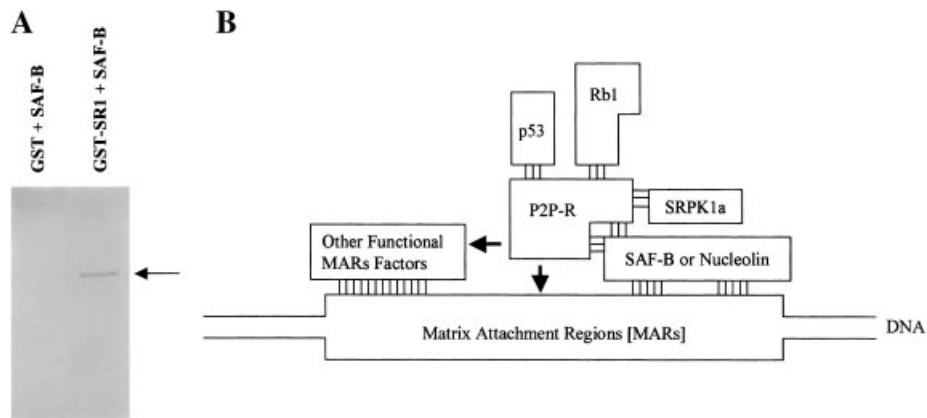 A
B
GST + SAF-B
GST-SR1 + SAF-B
Rb1
p53
P2P-R
SRPK1a
Other Functional
MARs Factors
SAF-B or Nucleolin
DNA
Matrix Attachment Regions [MARs]